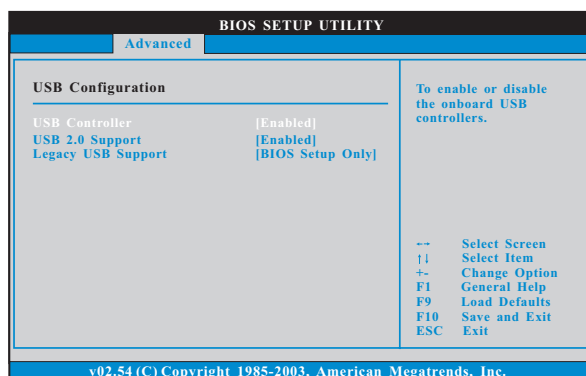 BIOS SETUP UTILITY
Advanced
USB Configuration
USB Controller [Enabled]
USB 2.0 Support [Enabled]
Legacy USB Support [BIOS Setup Only]
To enable or disable
the onboard USB
controllers.
←→ Select Screen
↑↓ Select Item
+- Change Option
F1 General Help
F9 Load Defaults
F10 Save and Exit
ESC Exit
v02.54 (C) Copyright 1985-2003, American Megatrends, Inc.